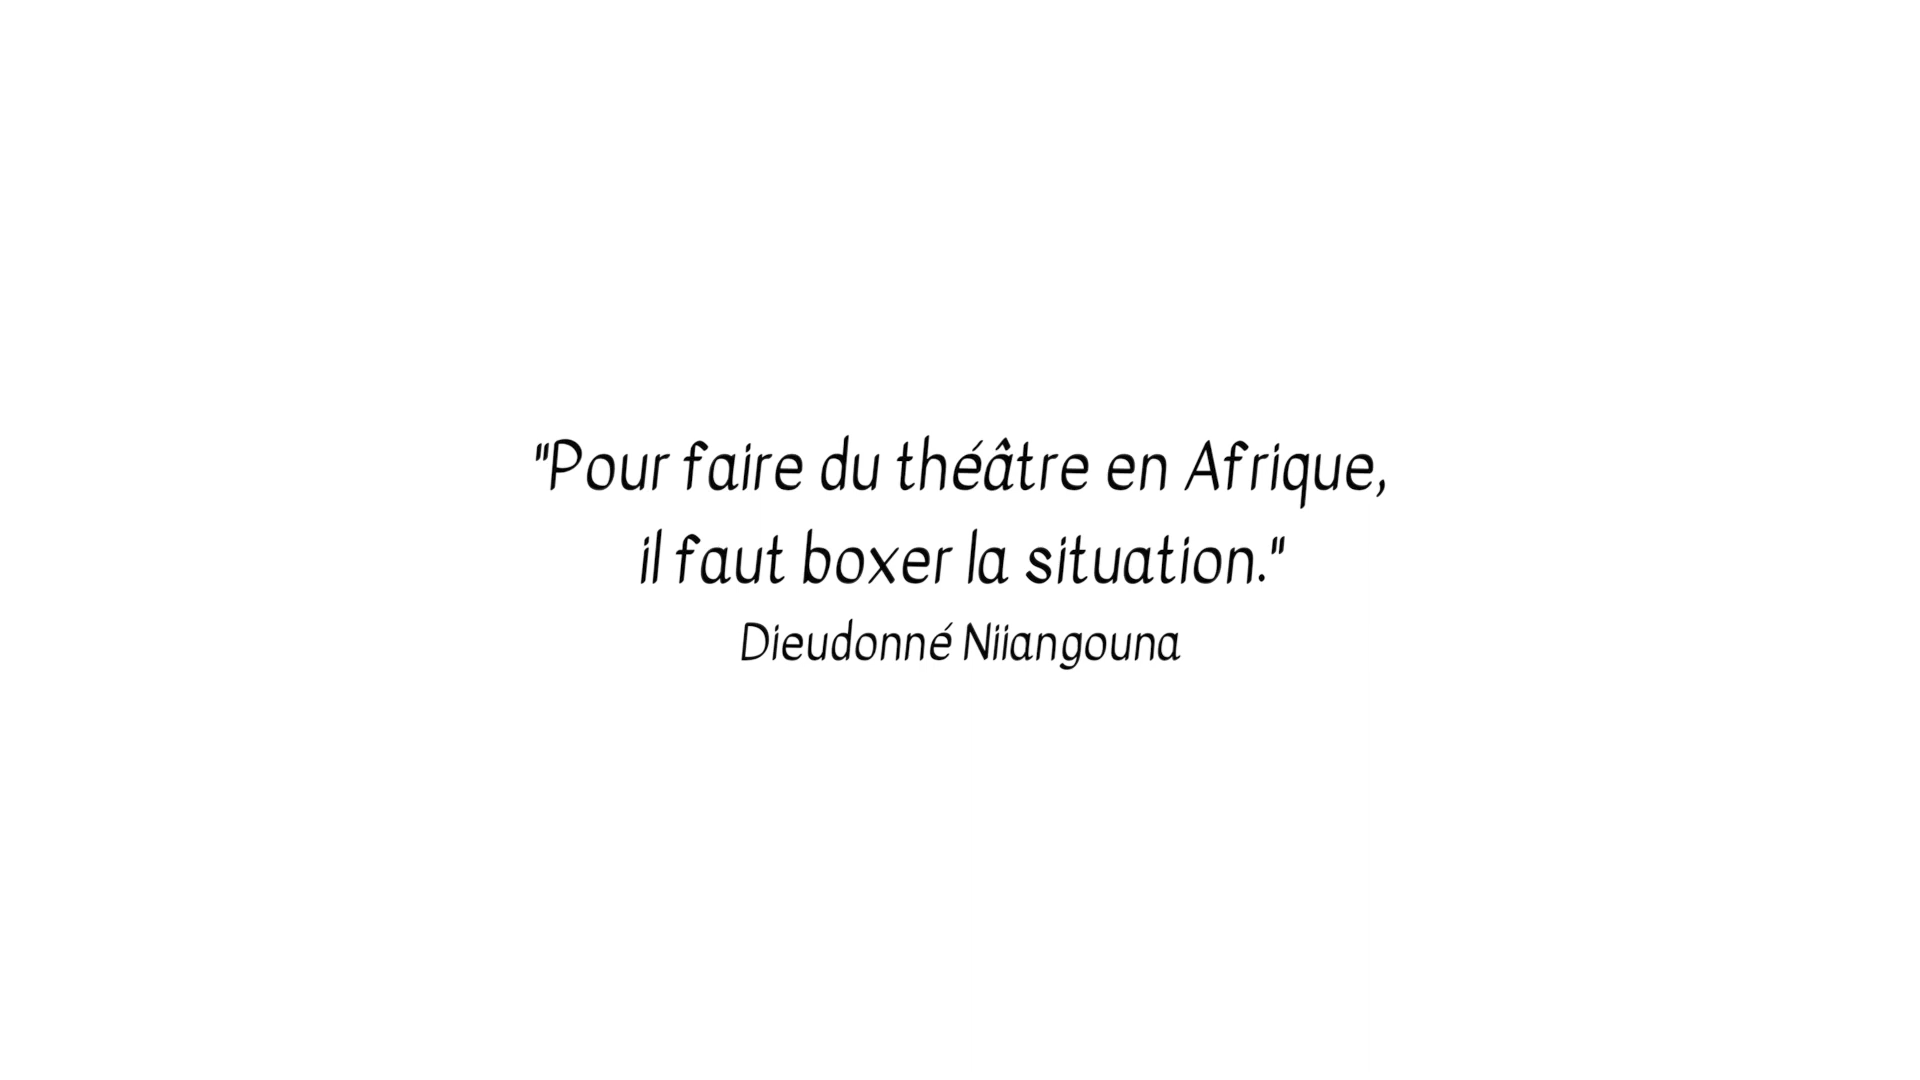 "Pour faire du théâtre en Afrique,
il faut boxer la situation."
Dieudonné Niiangouna